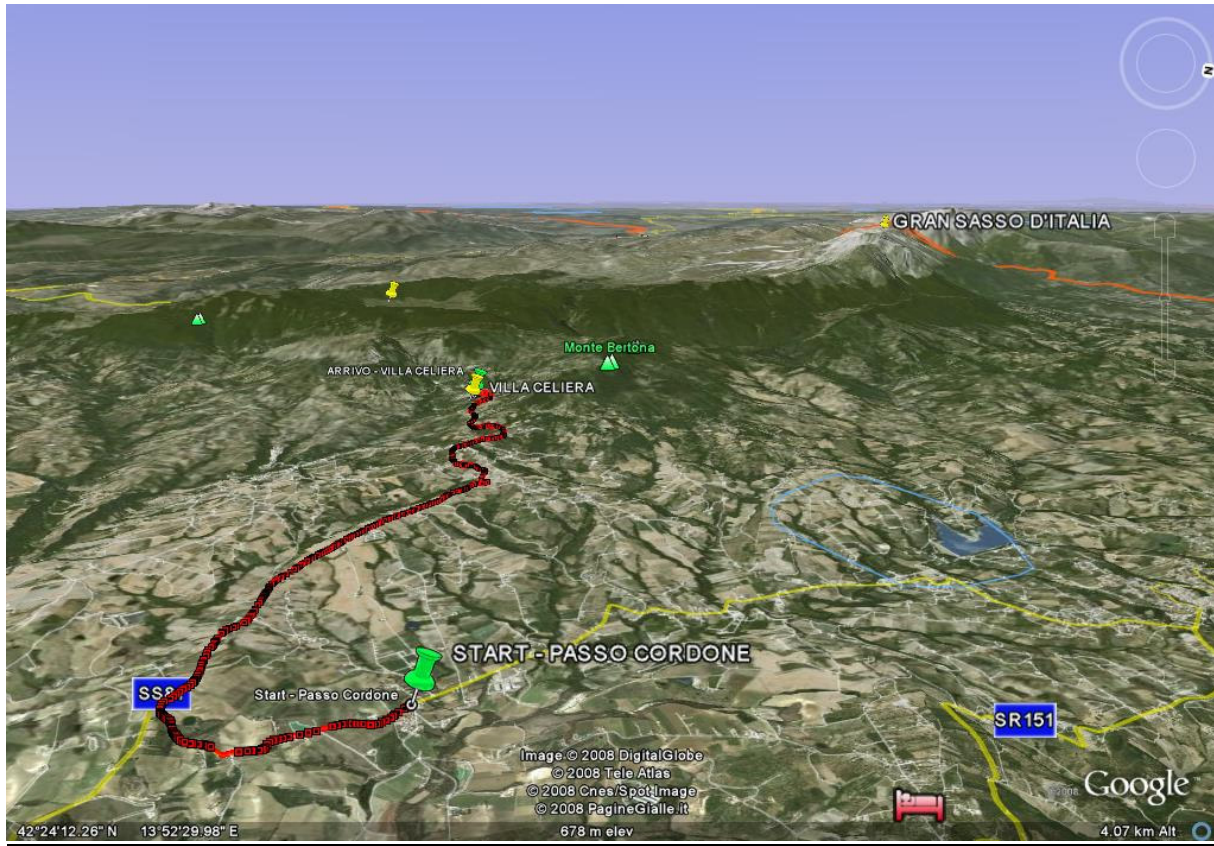 N
GRAN SASSO D'ITALIA
Monte Bertona
ARRIVO - VILLA CELIERA
VILLA CELIERA
START - PASSO CORDONE
Start - Passo Cordone
SS81
SR151
Image © 2008 DigitalGlobe
© 2008 Tele Atlas
© 2008 Cnes/Spot Image
© 2008 PagineGialle.it
©2008 Google
42°24'12.26" N 13°52'29.98" E
678 m elev
4.07 km Alt